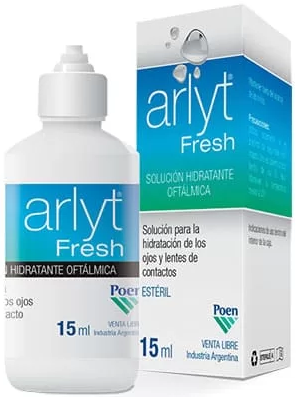 arlyt®
Fresh
SOLUCIÓN HIDRATANTE
OFTÁLMICA
Solución para la
hidratación de los
ojos y lentes de
contactos
ESTÉRIL
Poen
15 ml
VENTA LIBRE
Industria Argentina
arlyt®
Fresh
HIDRATANTE OFTÁLMICA
os ojos
Poen
15 ml
VENTA LIBRE
Industria Argentina
Precauciones: